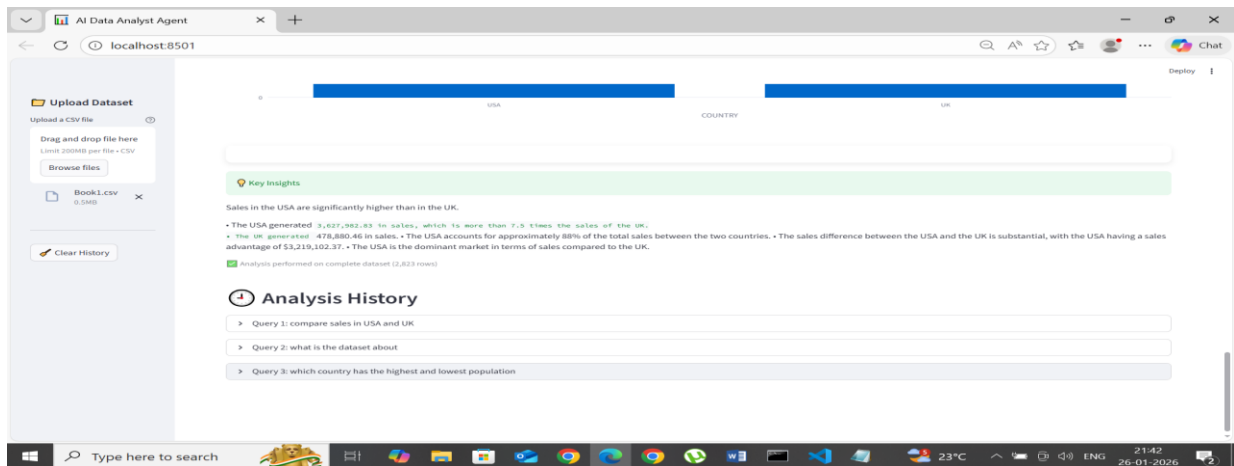 AI Data Analyst Agent
localhost:8501
Chat
Deploy
Upload Dataset
Upload a CSV file
Drag and drop file here
Limit 200MB per file • CSV
Browse files
Book1.csv
0.5MB
Clear History
0
USA
UK
COUNTRY
Key Insights
Sales in the USA are significantly higher than in the UK.
• The USA generated 3,627,982.83 in sales, which is more than 7.5 times the sales of the UK.
• The UK generated 478,880.46 in sales. • The USA accounts for approximately 88% of the total sales between the two countries. • The sales difference between the USA and the UK is substantial, with the USA having a sales
advantage of $3,219,102.37. • The USA is the dominant market in terms of sales compared to the UK.
Analysis performed on complete dataset (2,823 rows)
Analysis History
> Query 1: compare sales in USA and UK
> Query 2: what is the dataset about
> Query 3: which country has the highest and lowest population
Type here to search
23°C
ENG
21:42
26-01-2026
2